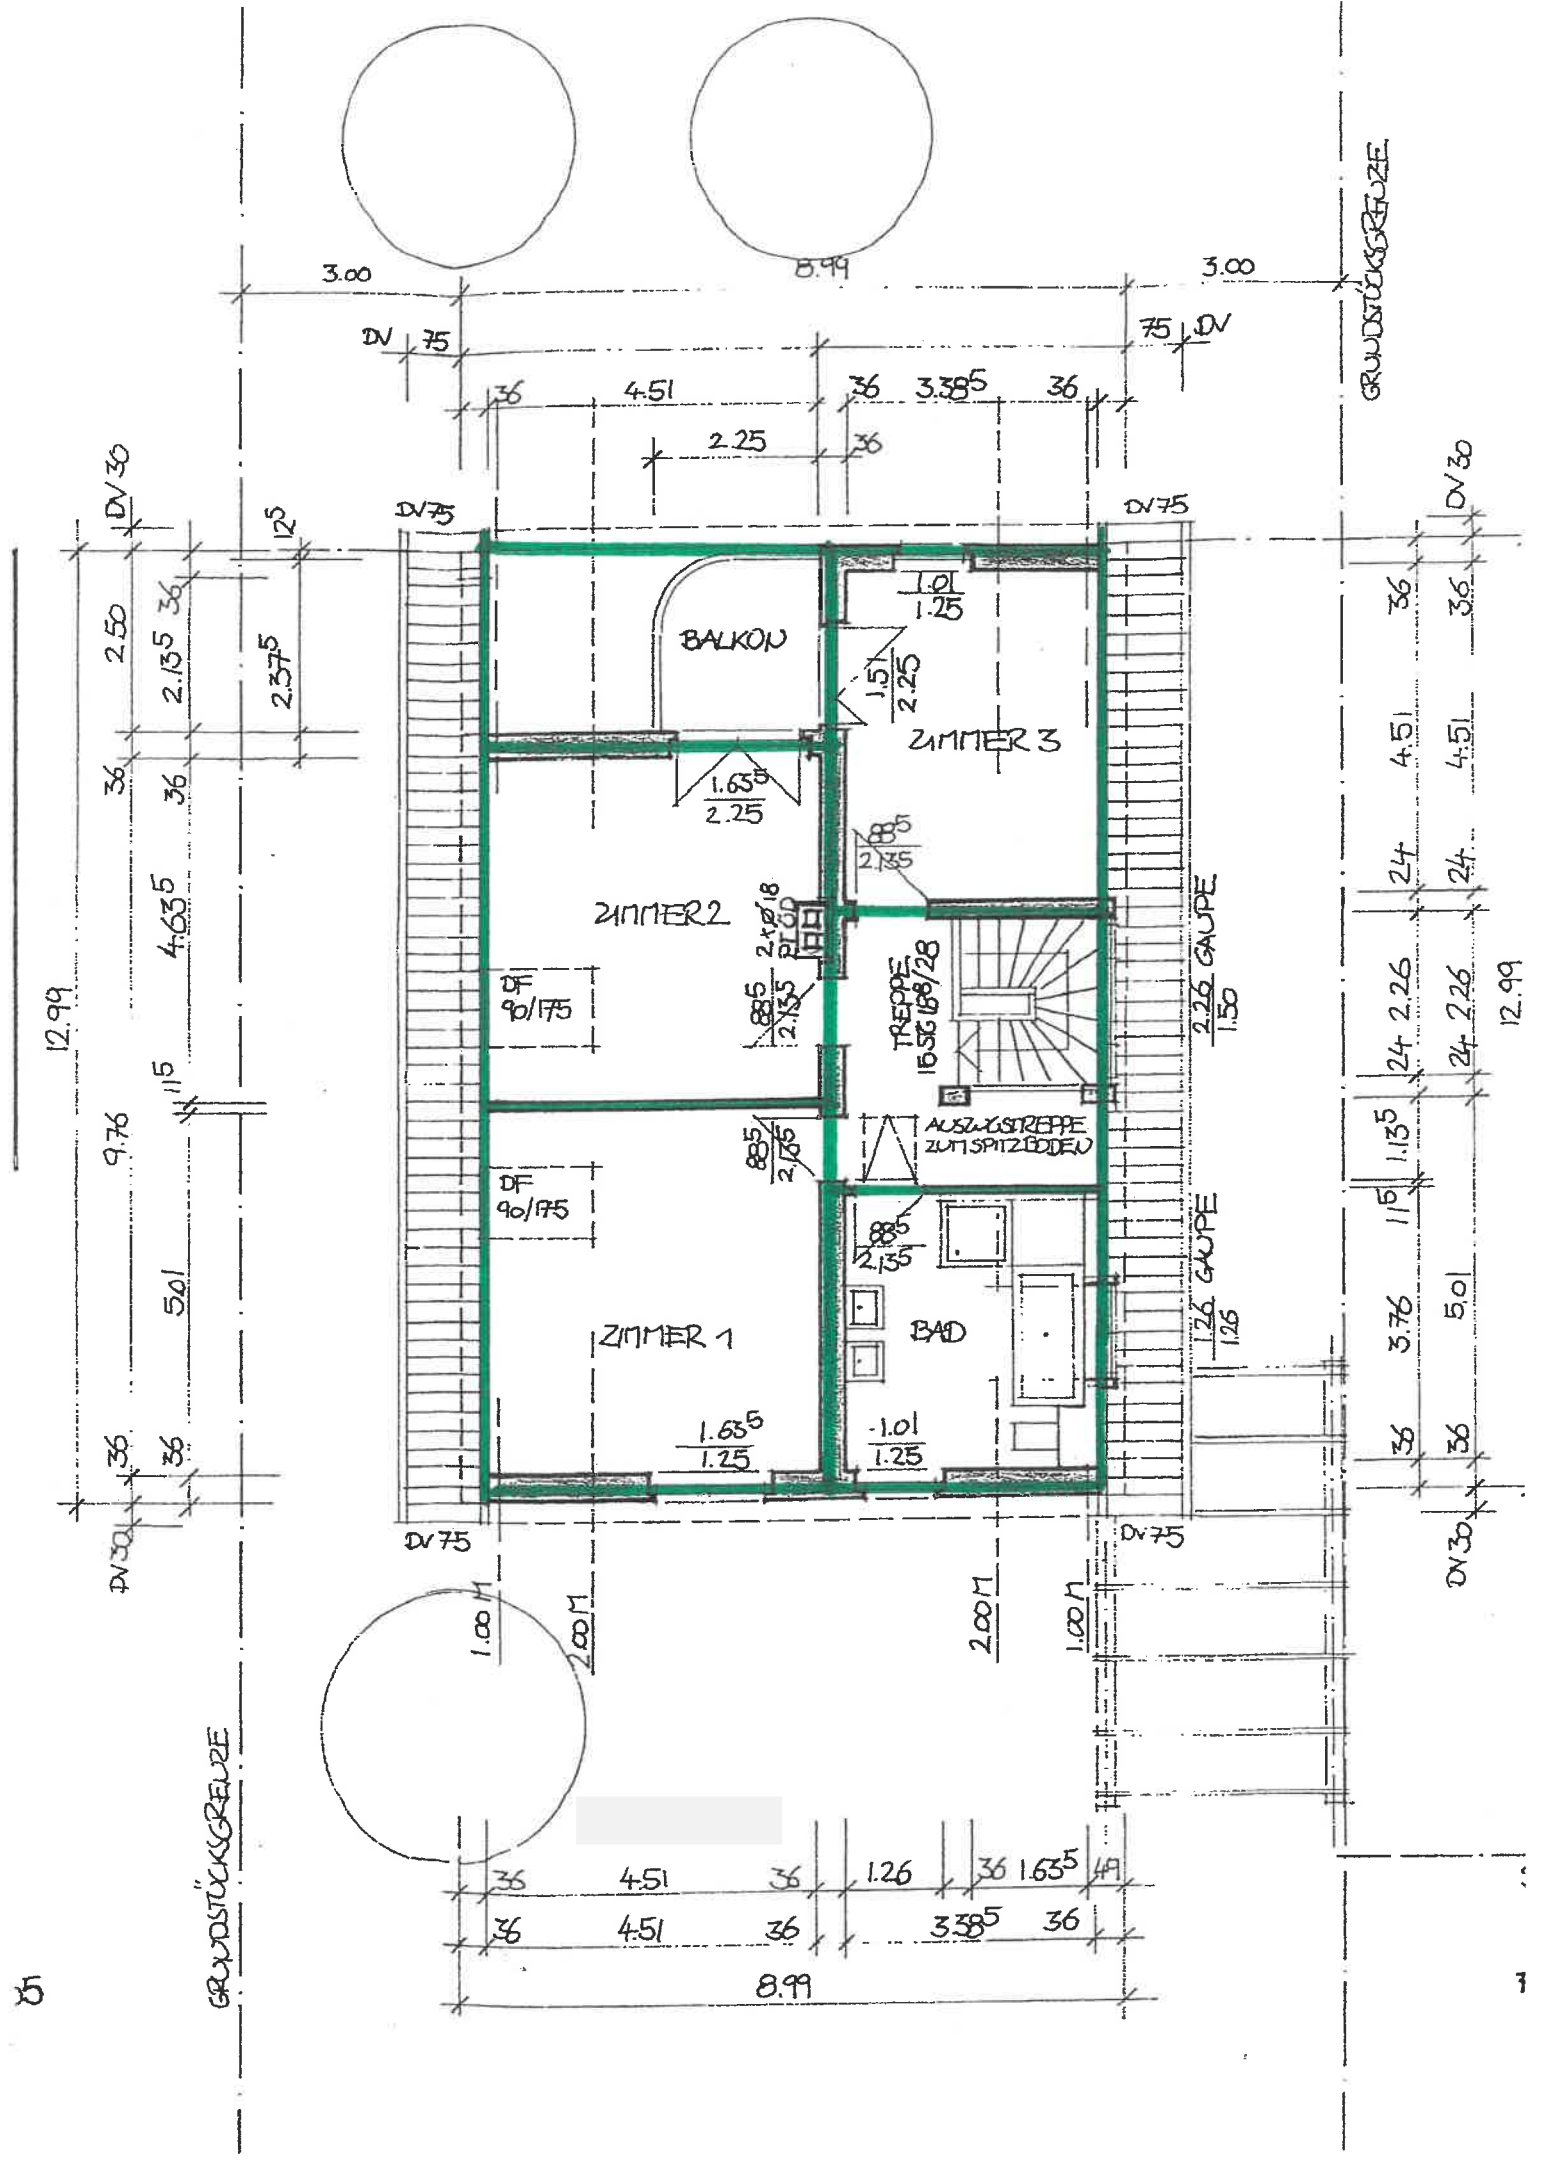 3.00
8.99
3.00
GRUNDSTÜCKSGRENZE
DV 75
75 DV
36 4.51 36 3.38⁵ 36
2.25 36
DV 30
DV 30
DV 75
DV 75
12⁵
2.50
2.13⁵ 36
2.37⁵
36
36
4.63⁵
12.99
11⁵
9.76
5.01
36
36
DV 30
BALKON
1.01
1.25
1.51
2.25
ZIMMER 3
1.63⁵
2.25
88⁵
2.135
ZIMMER 2
2xØ18
88⁵
2.135
DF
90/175
TREPPE
15STG 18⁸/28
AUSZUGSTREPPE
ZUM SPITZBODEN
88⁵
2.135
DF
90/175
88⁵
2.135
ZIMMER 1
BAD
1.63⁵
1.25
1.01
1.25
2.26 GAUPE
1.50
1.26 GAUPE
1.26
36
4.51
24
2.26
24
1.13⁵
11⁵
3.76
36
36
4.51
24
2.26
24
5.01
36
12.99
DV 30
DV 75
DV 75
1.00 M
2.00 M
2.00 M
1.00 M
GRUNDSTÜCKSGRENZE
36 4.51 36 1.26 36 1.63⁵ 49
36 4.51 36 3.38⁵ 36
8.99